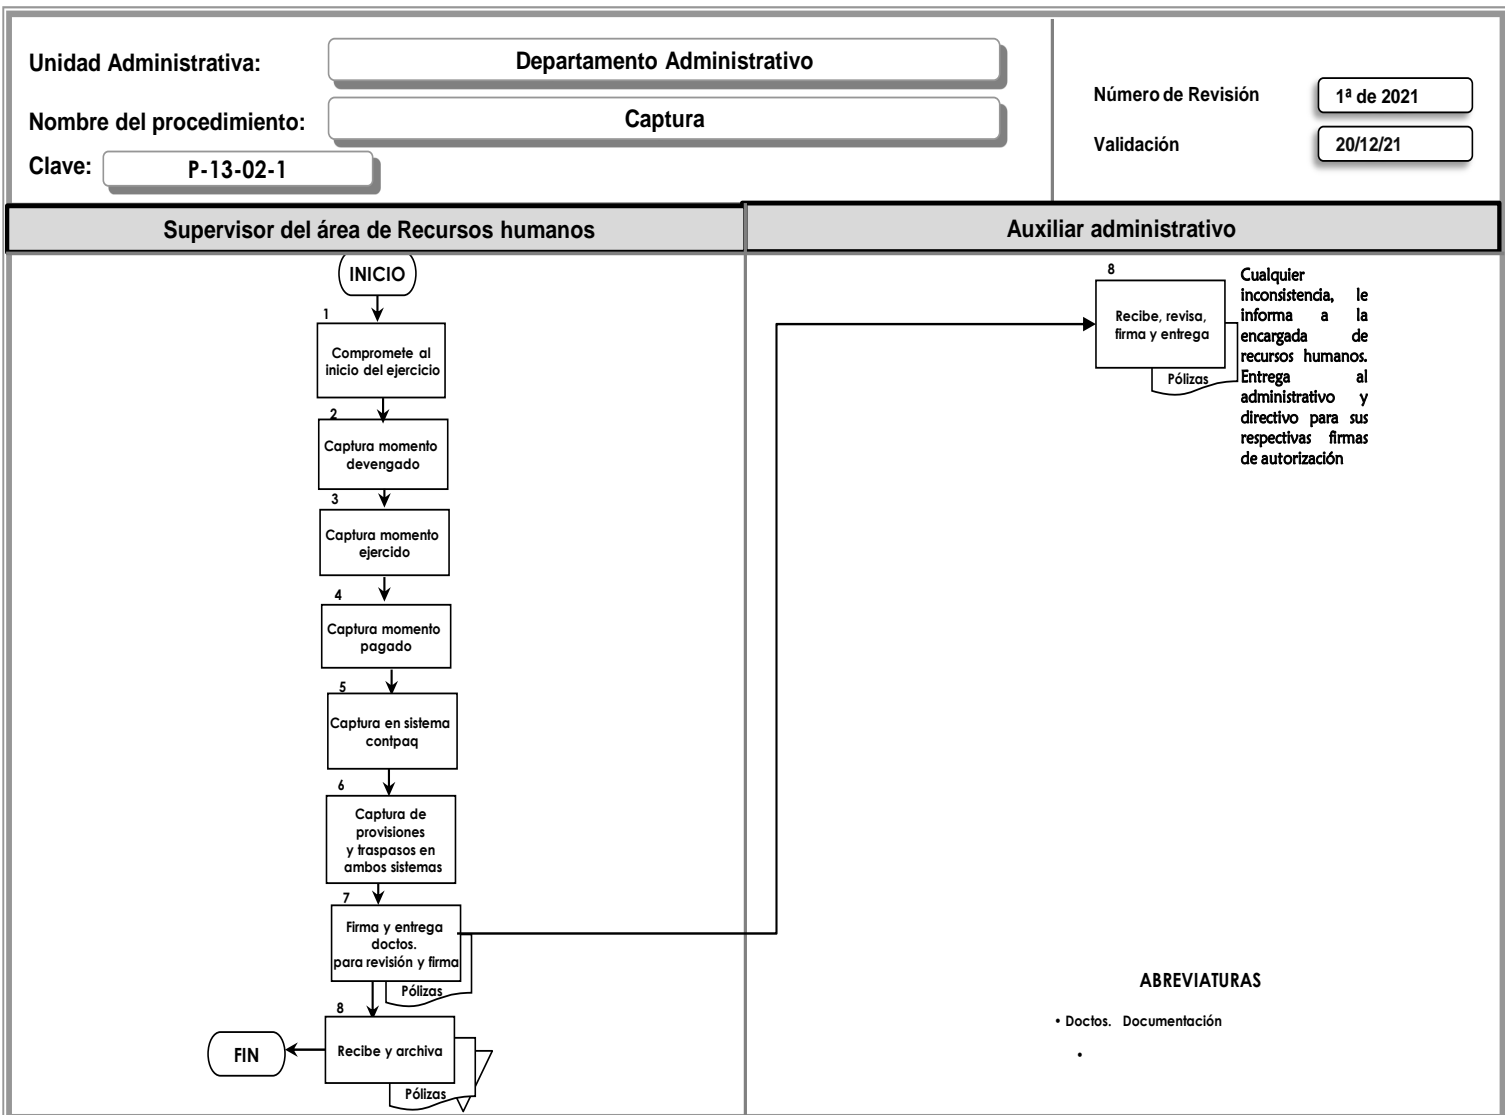 Unidad Administrativa:
Departamento Administrativo
Nombre del procedimiento:
Captura
Clave:
P-13-02-1
Número de Revisión
1ª de 2021
Validación
20/12/21
Supervisor del área de Recursos humanos
Auxiliar administrativo
INICIO
1
Compromete al
inicio del ejercicio
2
Captura momento
devengado
3
Captura momento
ejercido
4
Captura momento
pagado
5
Captura en sistema
contpaq
6
Captura de
provisiones
y traspasos en
ambos sistemas
7
Firma y entrega
doctos.
para revisión y firma
Pólizas
8
Recibe y archiva
Pólizas
FIN
8
Recibe, revisa,
firma y entrega
Pólizas
Cualquier
inconsistencia, le
informa a la
encargada de
recursos humanos.
Entrega al
administrativo y
directivo para sus
respectivas firmas
de autorización
ABREVIATURAS
• Doctos. Documentación
•